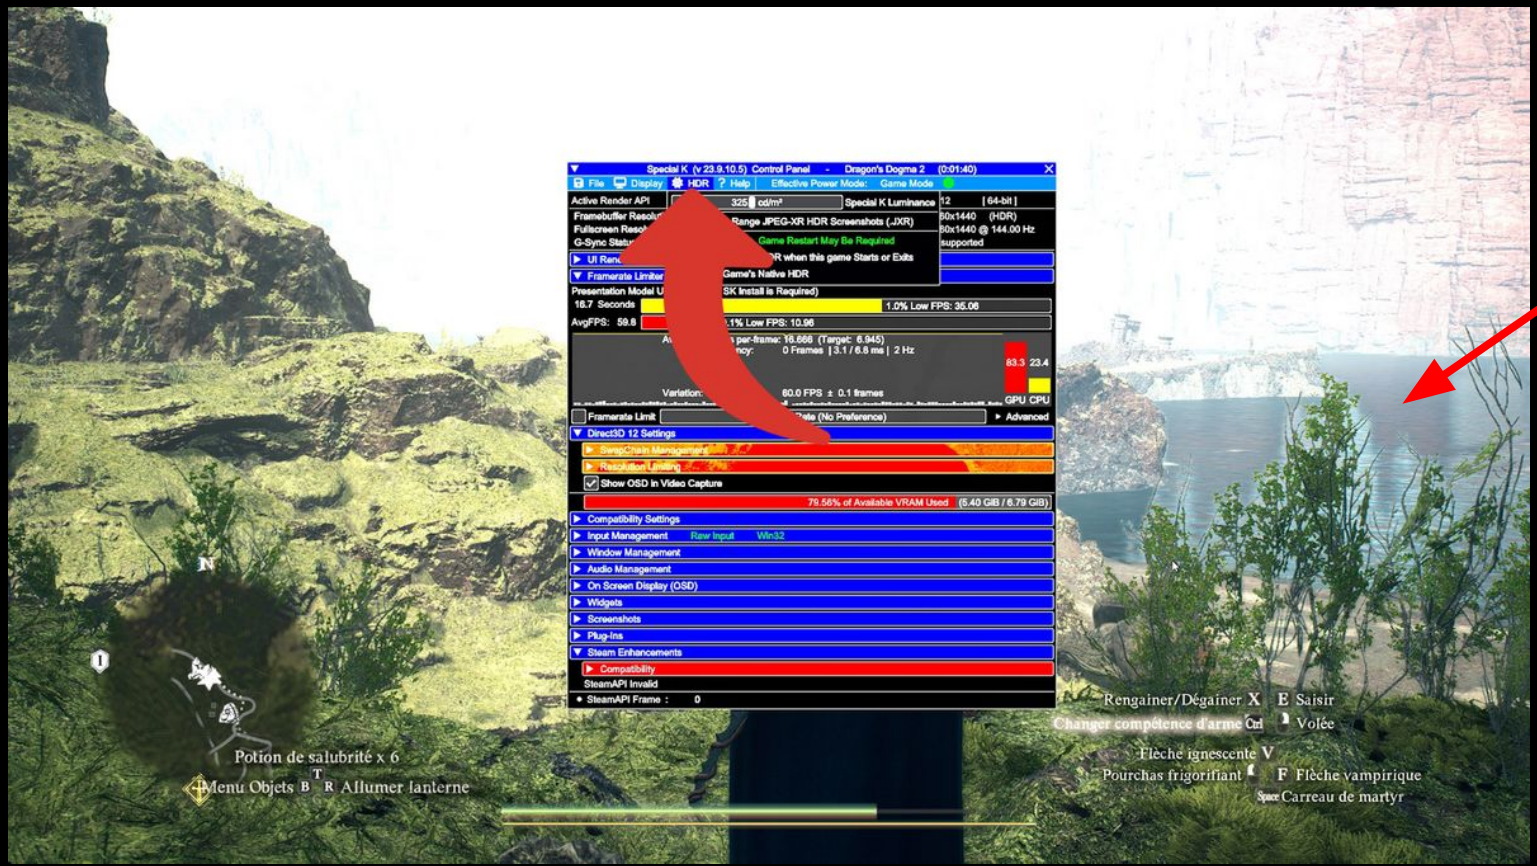 Special K (v 23.9.10.5) Control Panel - Dragon's Dogma 2 (0:01:40) X
File Display HDR ? Help Effective Power Mode: Game Mode
Active Render API 325 cd/m² Special K Luminance 12 [ 64-bit ]
Framebuffer Resolu Range JPEG-XR HDR Screenshots (.JXR) 60x1440 (HDR)
Fullscreen Reso Game Restart May Be Required 60x1440 @ 144.00 Hz
G-Sync Statu DR when this game Starts or Exits supported
UI Ren
Framerate Limiter Game's Native HDR
Presentation Model U SK Install is Required)
16.7 Seconds 1.0% Low FPS: 35.06
AvgFPS: 59.8 .1% Low FPS: 10.96
per-frame: 16.666 (Target: 6.945)
ncy: 0 Frames | 3.1 / 6.8 ms | 2 Hz
83.3 23.4
Variation: 60.0 FPS ± 0.1 frames
GPU CPU
Framerate Limit Rate (No Preference) Advanced
Direct3D 12 Settings
SwapChain Management
Resolution Limiting
Show OSD in Video Capture
79.56% of Available VRAM Used (5.40 GiB / 6.79 GiB)
Compatibility Settings
Input Management Raw Input Win32
Window Management
Audio Management
On Screen Display (OSD)
Widgets
Screenshots
Plug-Ins
Steam Enhancements
Compatibility
SteamAPI Invalid
SteamAPI Frame : 0
N
1
Potion de salubrité x 6
T
Menu Objets B R Allumer lanterne
Rengainer/Dégainer X E Saisir
Changer compétence d'arme Ctrl Volée
Flèche ignescente V
Pourchas frigorifiant F Flèche vampirique
Space Carreau de martyr